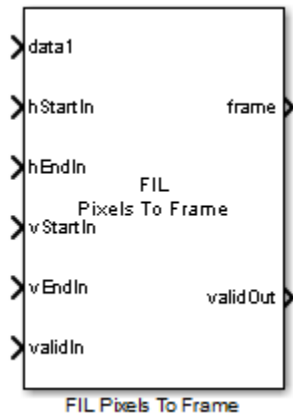 data1
hStartIn
frame
hEndIn
FIL
Pixels To Frame
vStartIn
vEndIn
validOut
validIn
FIL Pixels To Frame